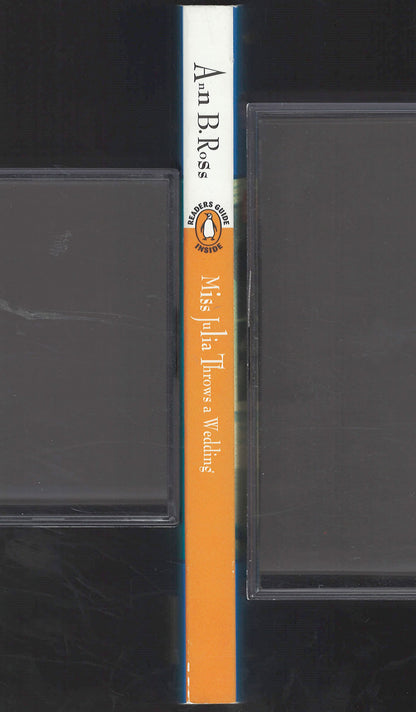 Ann B. Ross
READERS GUIDE
INSIDE
Miss Julia Throws a Wedding